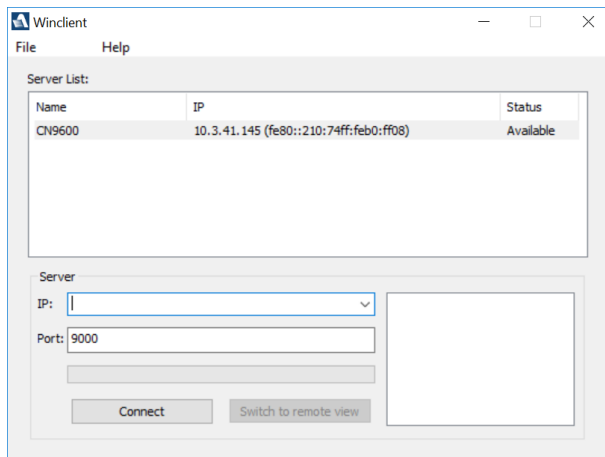 Winclient
File Help
Server List:
Name IP Status
CN9600 10.3.41.145 (fe80::210:74ff:feb0:ff08) Available
Server
IP:
Port: 9000
Connect Switch to remote view